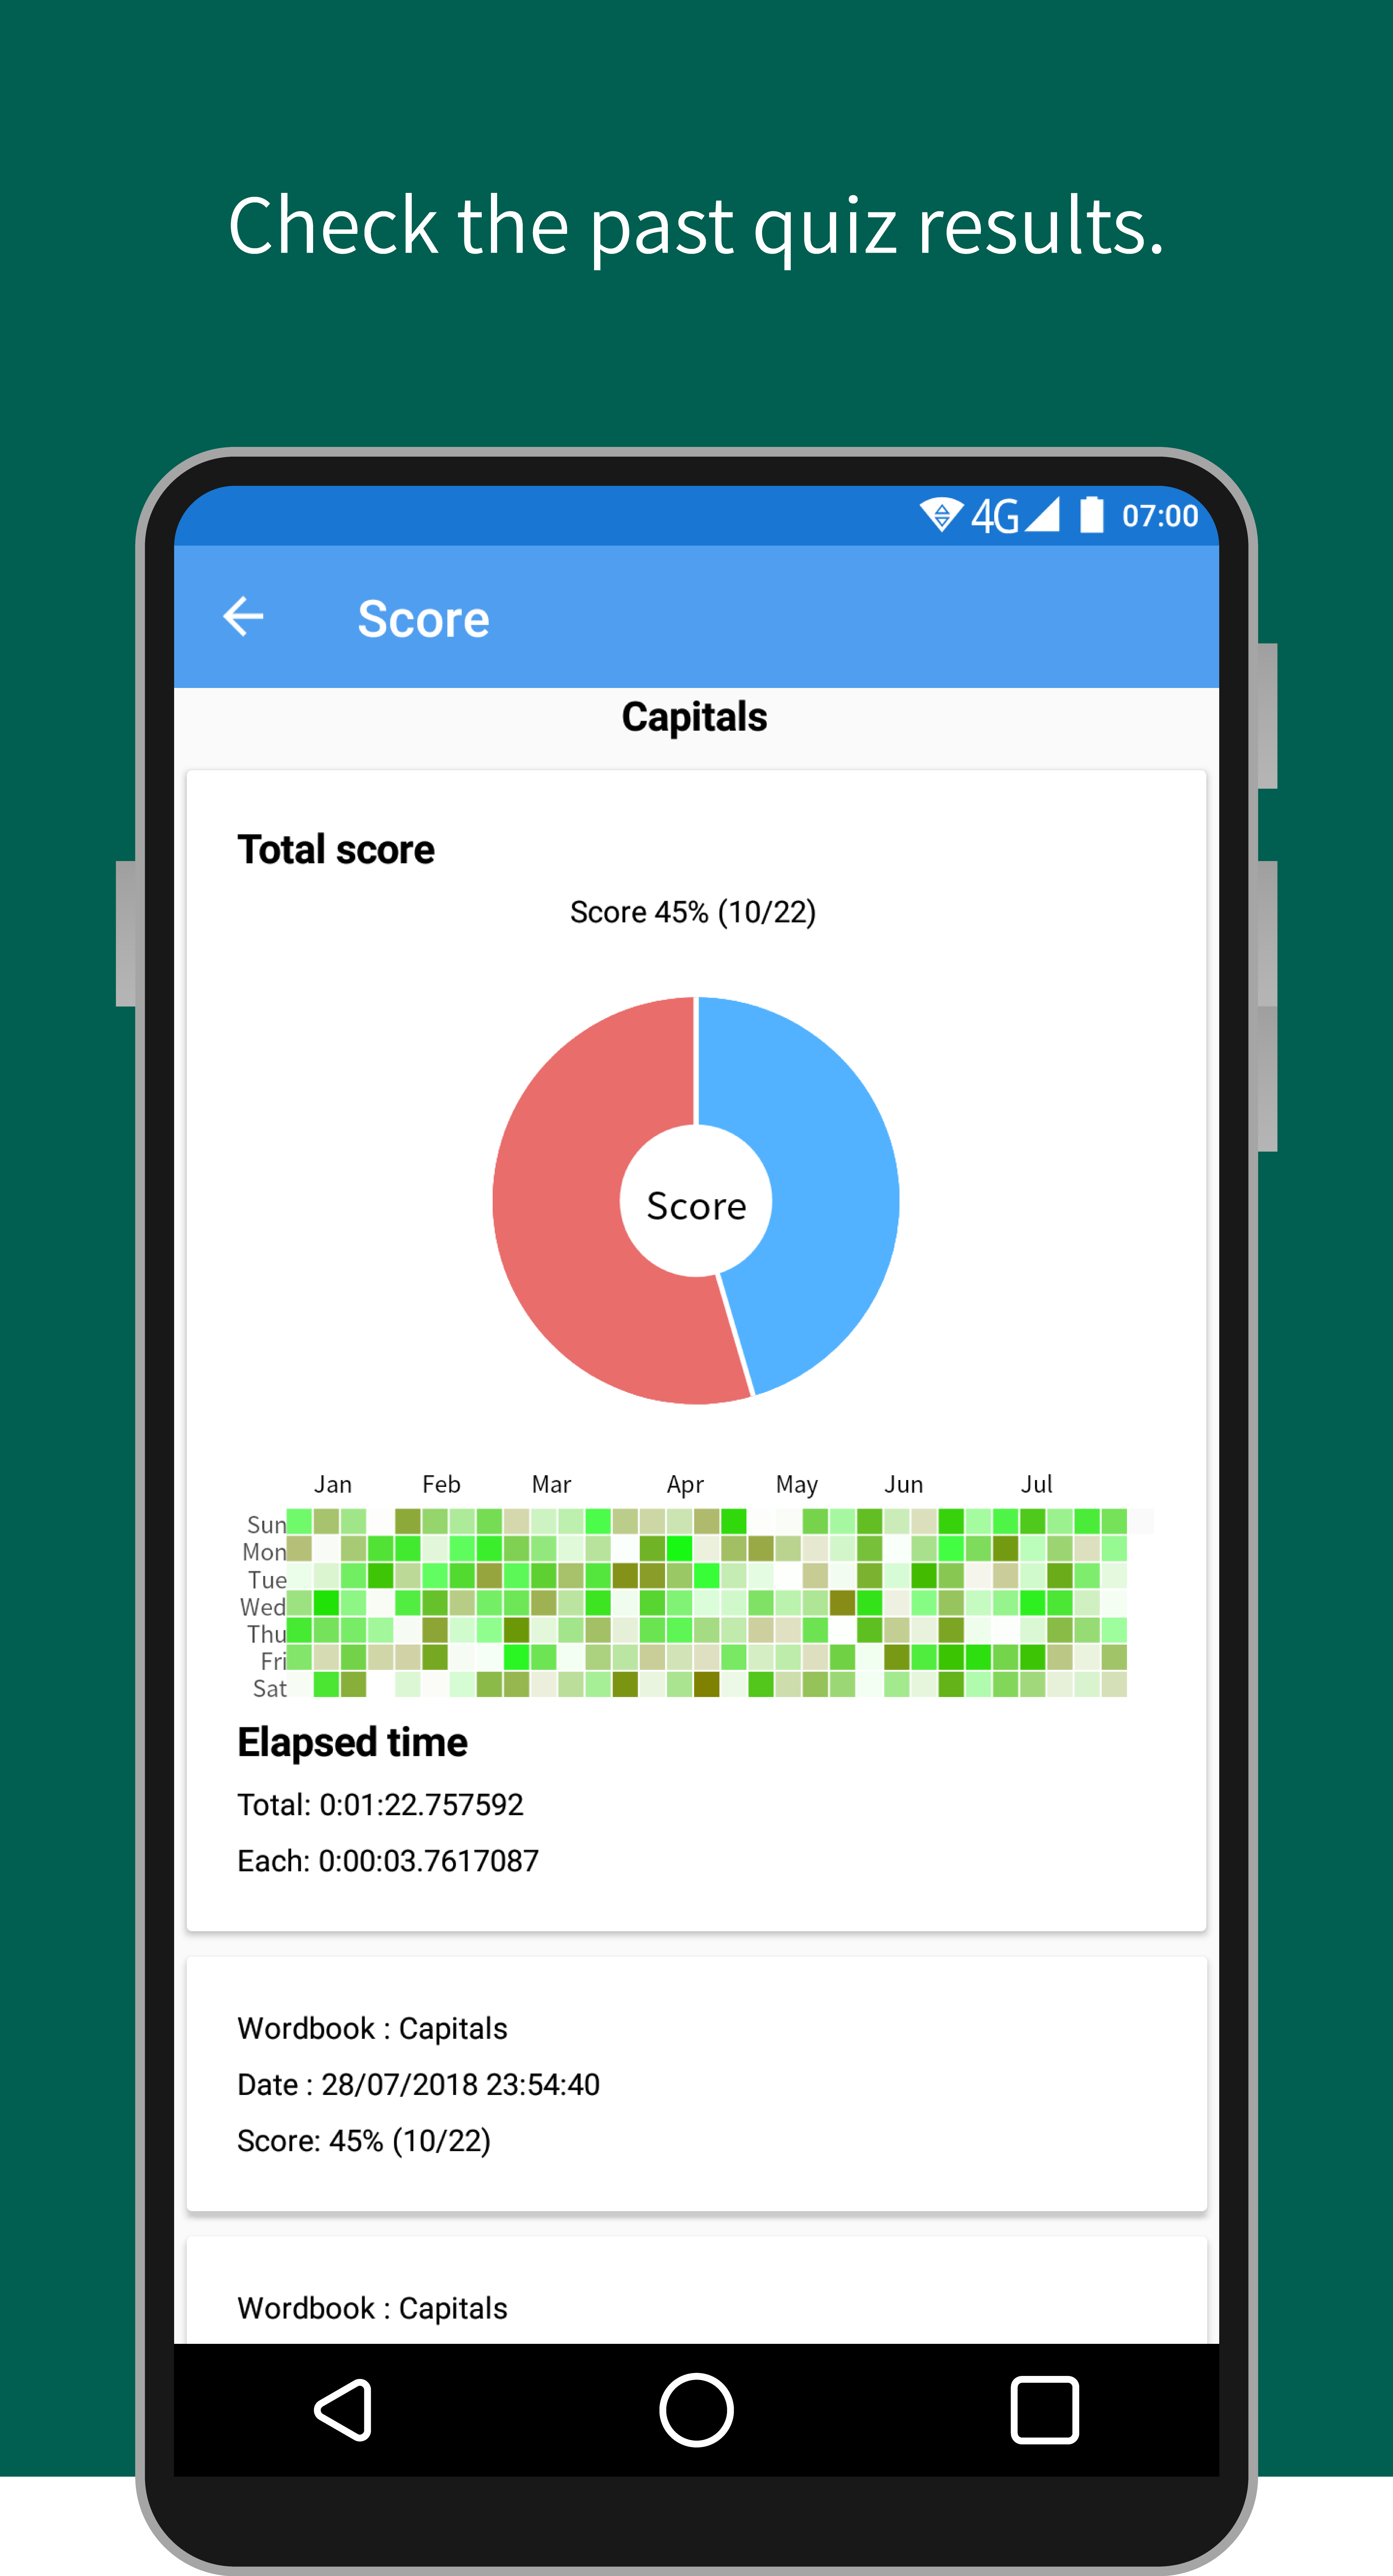 Check the past quiz results.
4G 07:00
Score
Capitals
Total score
Score 45% (10/22)
Score
Jan Feb Mar Apr May Jun Jul
Sun
Mon
Tue
Wed
Thu
Fri
Sat
Elapsed time
Total: 0:01:22.757592
Each: 0:00:03.7617087
Wordbook : Capitals
Date : 28/07/2018 23:54:40
Score: 45% (10/22)
Wordbook : Capitals